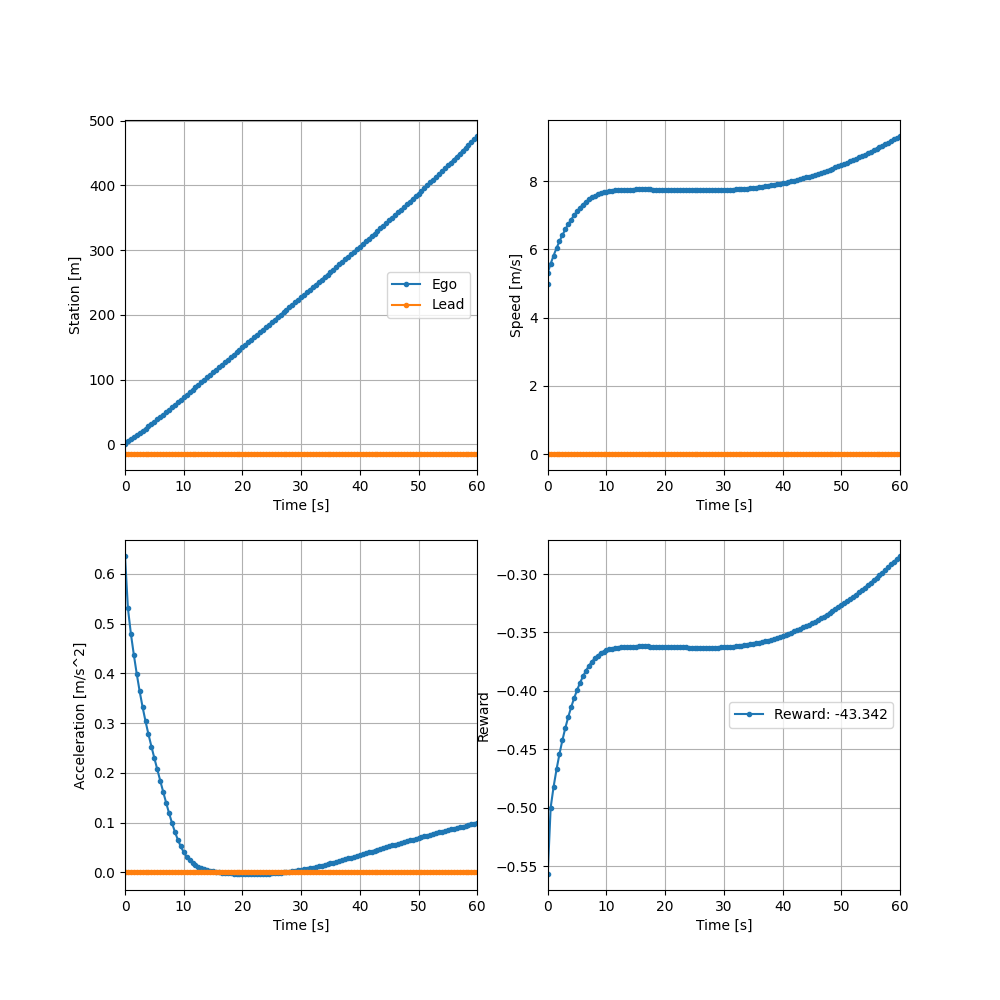 500
400
300
200
100
0
Station [m]
Ego
Lead
0 10 20 30 40 50 60
Time [s]
8
6
4
2
0
Speed [m/s]
0 10 20 30 40 50 60
Time [s]
0.6
0.5
0.4
0.3
0.2
0.1
0.0
Acceleration [m/s^2]
0 10 20 30 40 50 60
Time [s]
−0.30
−0.35
−0.40
−0.45
−0.50
−0.55
Reward
Reward: -43.342
0 10 20 30 40 50 60
Time [s]